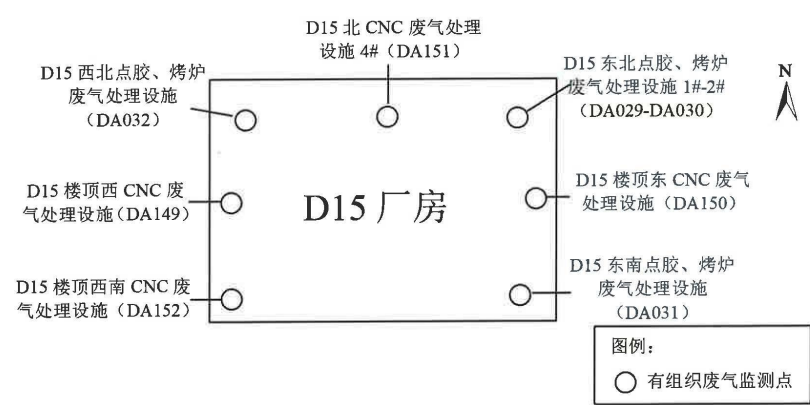 D15 北 CNC 废气处理
设施 4#（DA151）
D15 西北点胶、烤炉
废气处理设施
（DA032）
D15 东北点胶、烤炉
废气处理设施 1#-2#
（DA029-DA030）
N
D15 楼顶西 CNC 废
气处理设施（DA149）
D15 厂房
D15 楼顶东 CNC 废气
处理设施（DA150）
D15 楼顶西南 CNC 废
气处理设施（DA152）
D15 东南点胶、烤炉
废气处理设施
（DA031）
图例：
有组织废气监测点